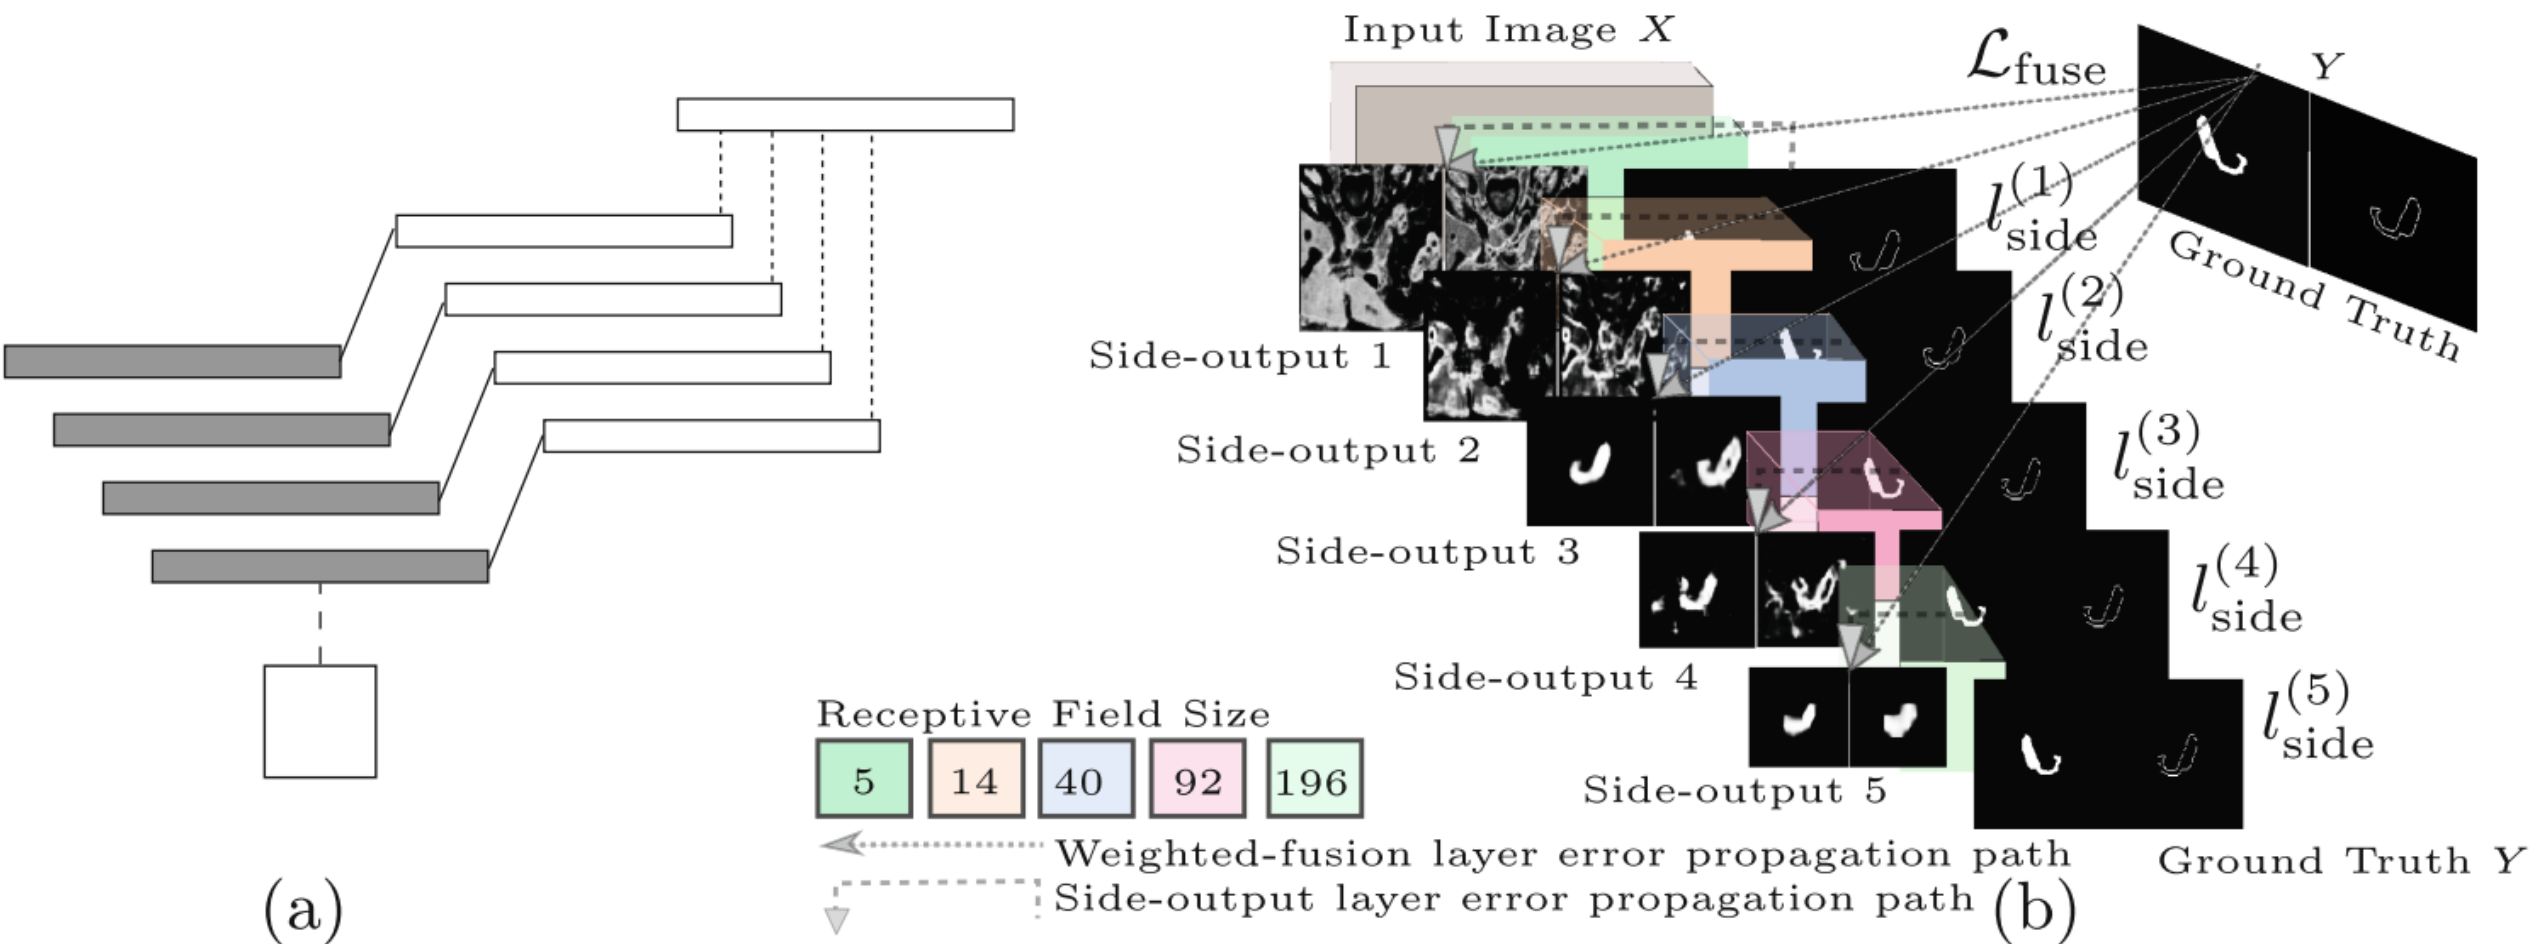 Input Image X
ℒfuse
Y
Ground Truth
l(1)side
l(2)side
l(3)side
l(4)side
l(5)side
Side-output 1
Side-output 2
Side-output 3
Side-output 4
Side-output 5
Receptive Field Size
5 14 40 92 196
Weighted-fusion layer error propagation path
Side-output layer error propagation path
Ground Truth Y
(a)
(b)